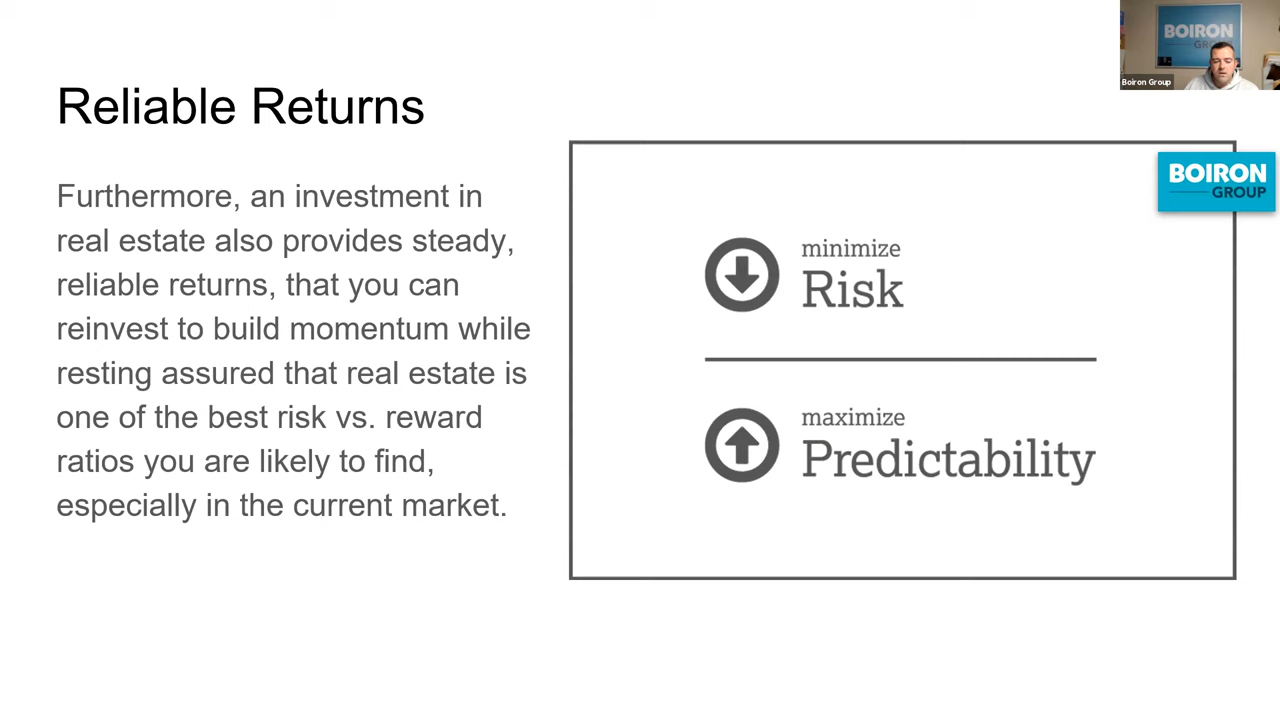 BOIRON
GROUP
Boiron Group
Reliable Returns
Furthermore, an investment in
real estate also provides steady,
reliable returns, that you can
reinvest to build momentum while
resting assured that real estate is
one of the best risk vs. reward
ratios you are likely to find,
especially in the current market.
BOIRON
GROUP
minimize
Risk
maximize
Predictability